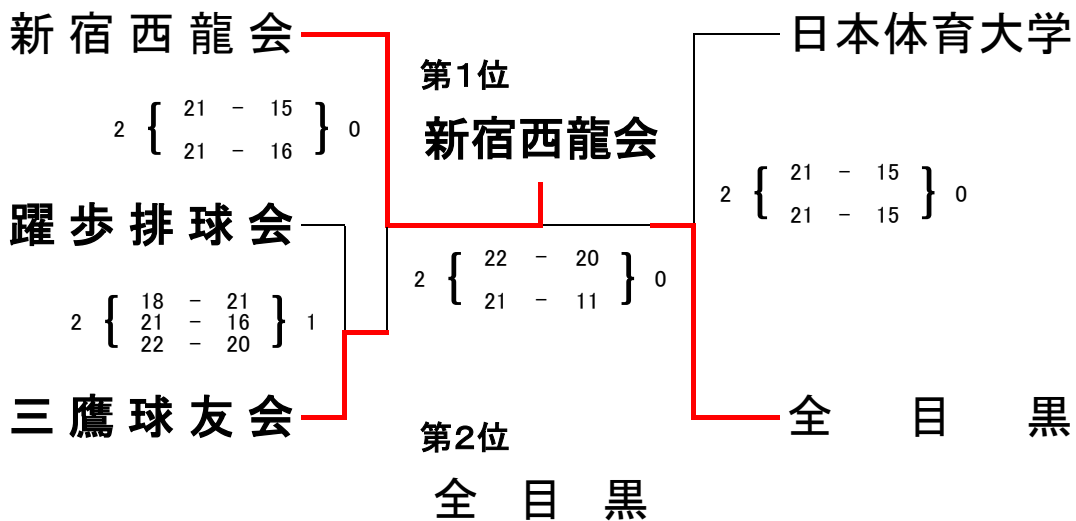 新宿西龍会
日本体育大学
第1位
新宿西龍会
2 { 21 - 15 } 0
21 - 16
2 { 21 - 15 } 0
21 - 15
躍歩排球会
2 { 22 - 20 } 0
21 - 11
2 { 18 - 21 } 1
21 - 16
22 - 20
三鷹球友会
全目黒
第2位
全目黒